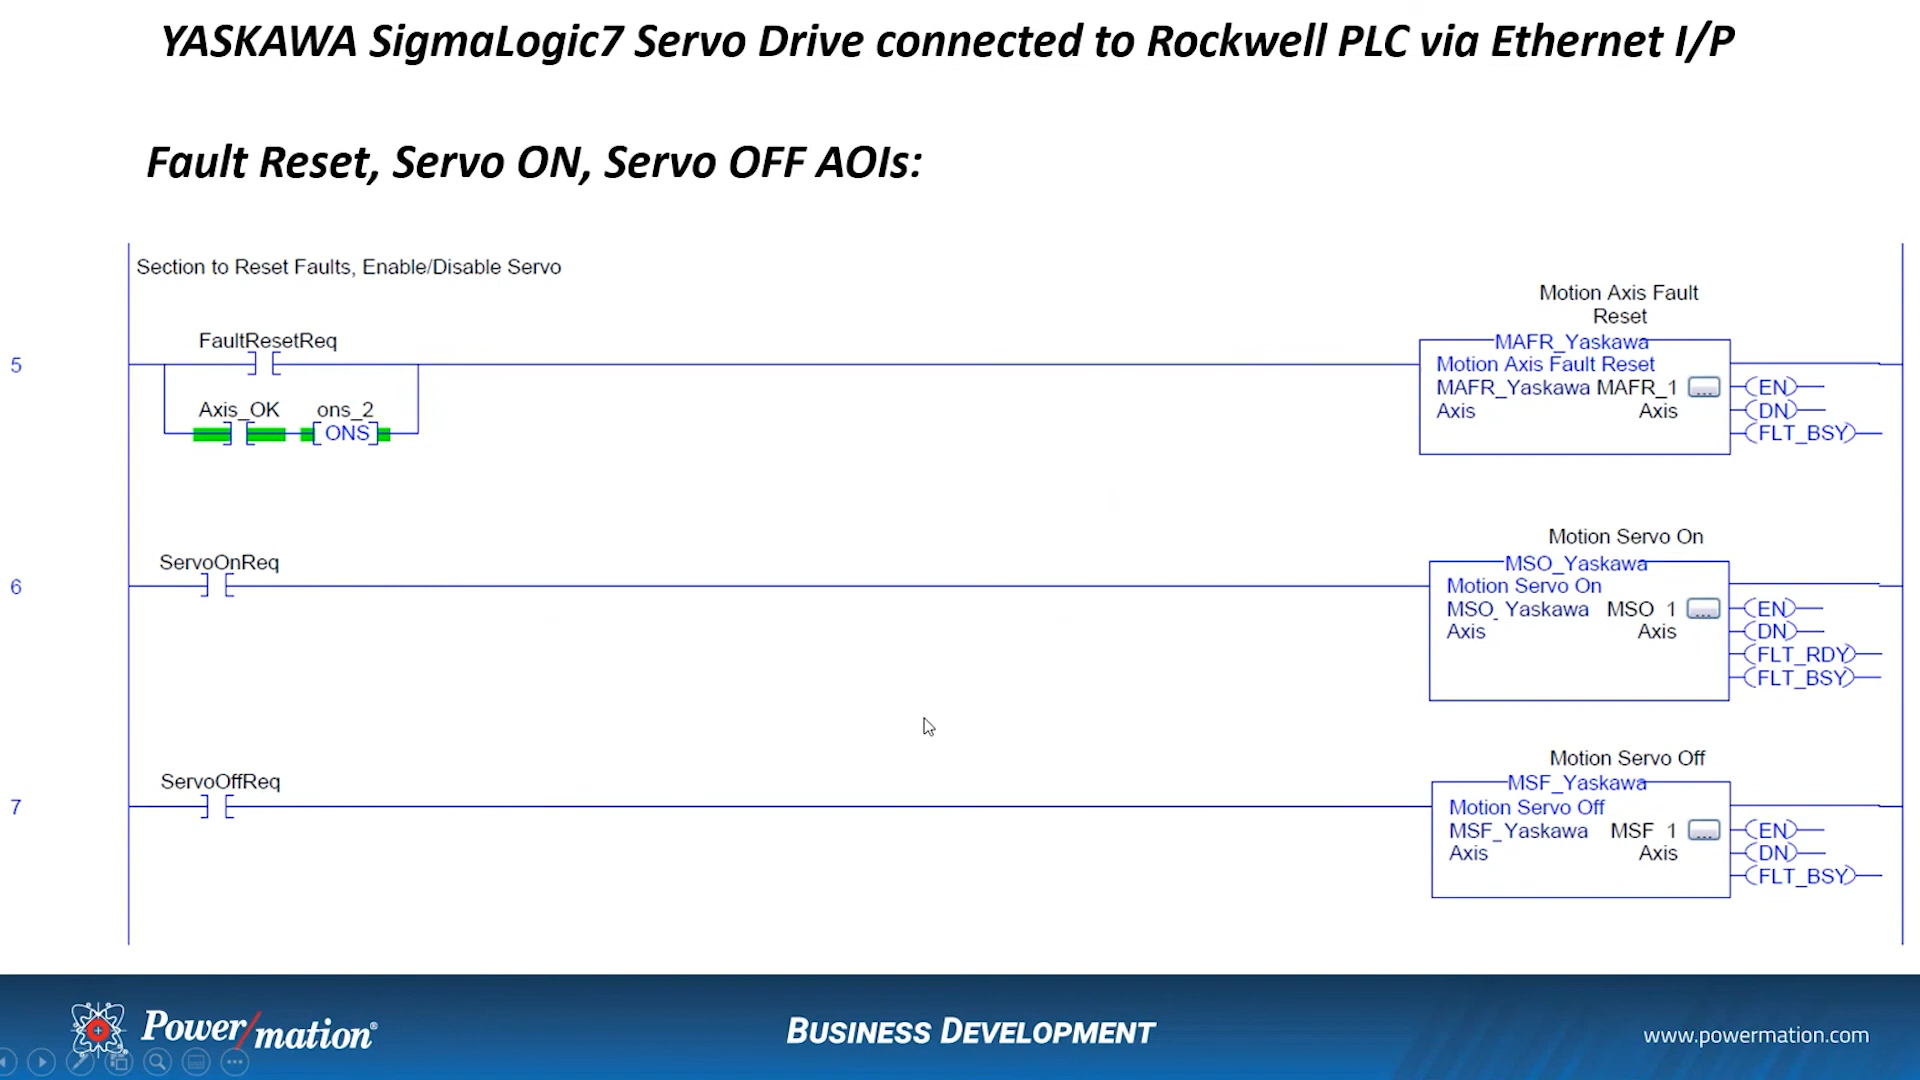 YASKAWA SigmaLogic7 Servo Drive connected to Rockwell PLC via Ethernet I/P
Fault Reset, Servo ON, Servo OFF AOIs:
Section to Reset Faults, Enable/Disable Servo
Motion Axis Fault
Reset
5
FaultResetReq
MAFR_Yaskawa
Motion Axis Fault Reset
MAFR_Yaskawa MAFR_1 ...
Axis Axis
EN
DN
FLT_BSY
Axis_OK ons_2
ONS
Motion Servo On
6
ServoOnReq
MSO_Yaskawa
Motion Servo On
MSO_Yaskawa MSO_1 ...
Axis Axis
EN
DN
FLT_RDY
FLT_BSY
Motion Servo Off
7
ServoOffReq
MSF_Yaskawa
Motion Servo Off
MSF_Yaskawa MSF_1 ...
Axis Axis
EN
DN
FLT_BSY
Power/mation®
BUSINESS DEVELOPMENT
www.powermation.com